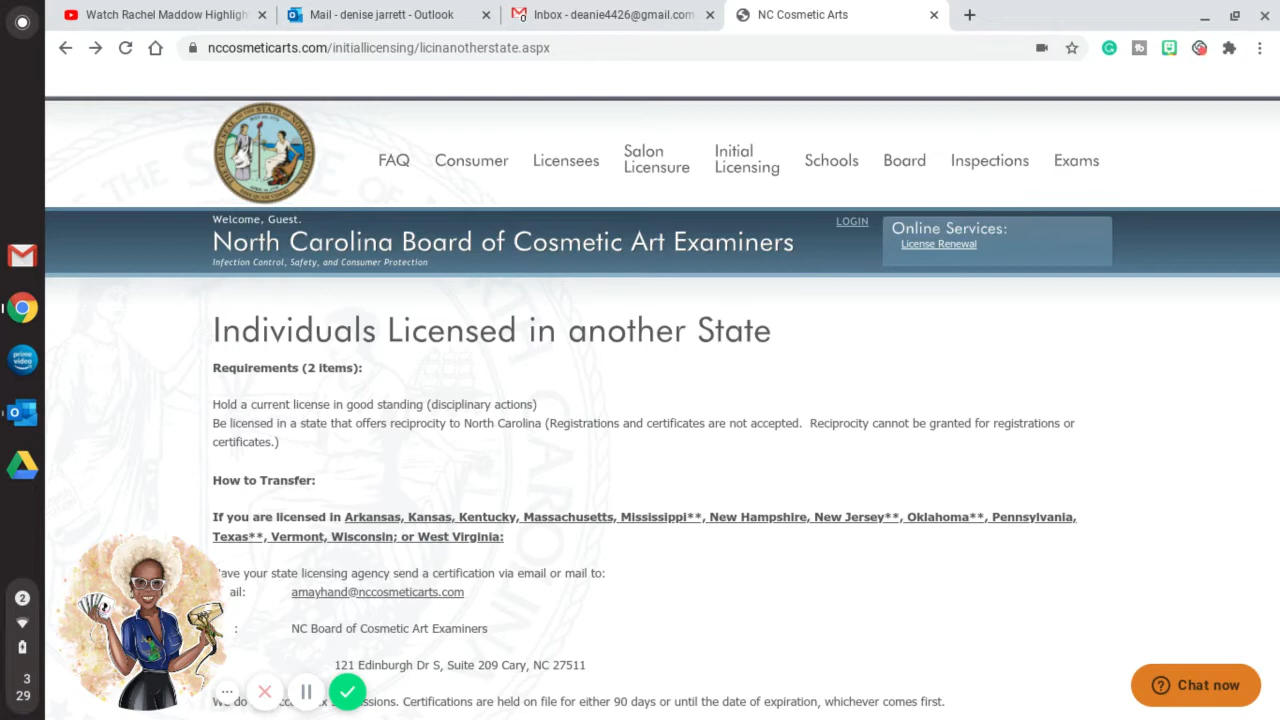 Watch Rachel Maddow Highligh
Mail - denise jarrett - Outlook
Inbox - deanie4426@gmail.com
NC Cosmetic Arts
nccosmeticarts.com/initiallicensing/licinanotherstate.aspx
FAQ
Consumer
Licensees
Salon
Licensure
Initial
Licensing
Schools
Board
Inspections
Exams
Welcome, Guest.
LOGIN
Online Services:
North Carolina Board of Cosmetic Art Examiners
License Renewal
Infection Control, Safety, and Consumer Protection
Individuals Licensed in another State
Requirements (2 items):
Hold a current license in good standing (disciplinary actions)
Be licensed in a state that offers reciprocity to North Carolina (Registrations and certificates are not accepted. Reciprocity cannot be granted for registrations or
certificates.)
How to Transfer:
If you are licensed in Arkansas, Kansas, Kentucky, Massachusetts, Mississippi**, New Hampshire, New Jersey**, Oklahoma**, Pennsylvania,
Texas**, Vermont, Wisconsin; or West Virginia:
ave your state licensing agency send a certification via email or mail to:
ail: amayhand@nccosmeticarts.com
: NC Board of Cosmetic Art Examiners
121 Edinburgh Dr S, Suite 209 Cary, NC 27511
We do ssions. Certifications are held on file for either 90 days or until the date of expiration, whichever comes first.
prime
video
2
3
29
Chat now